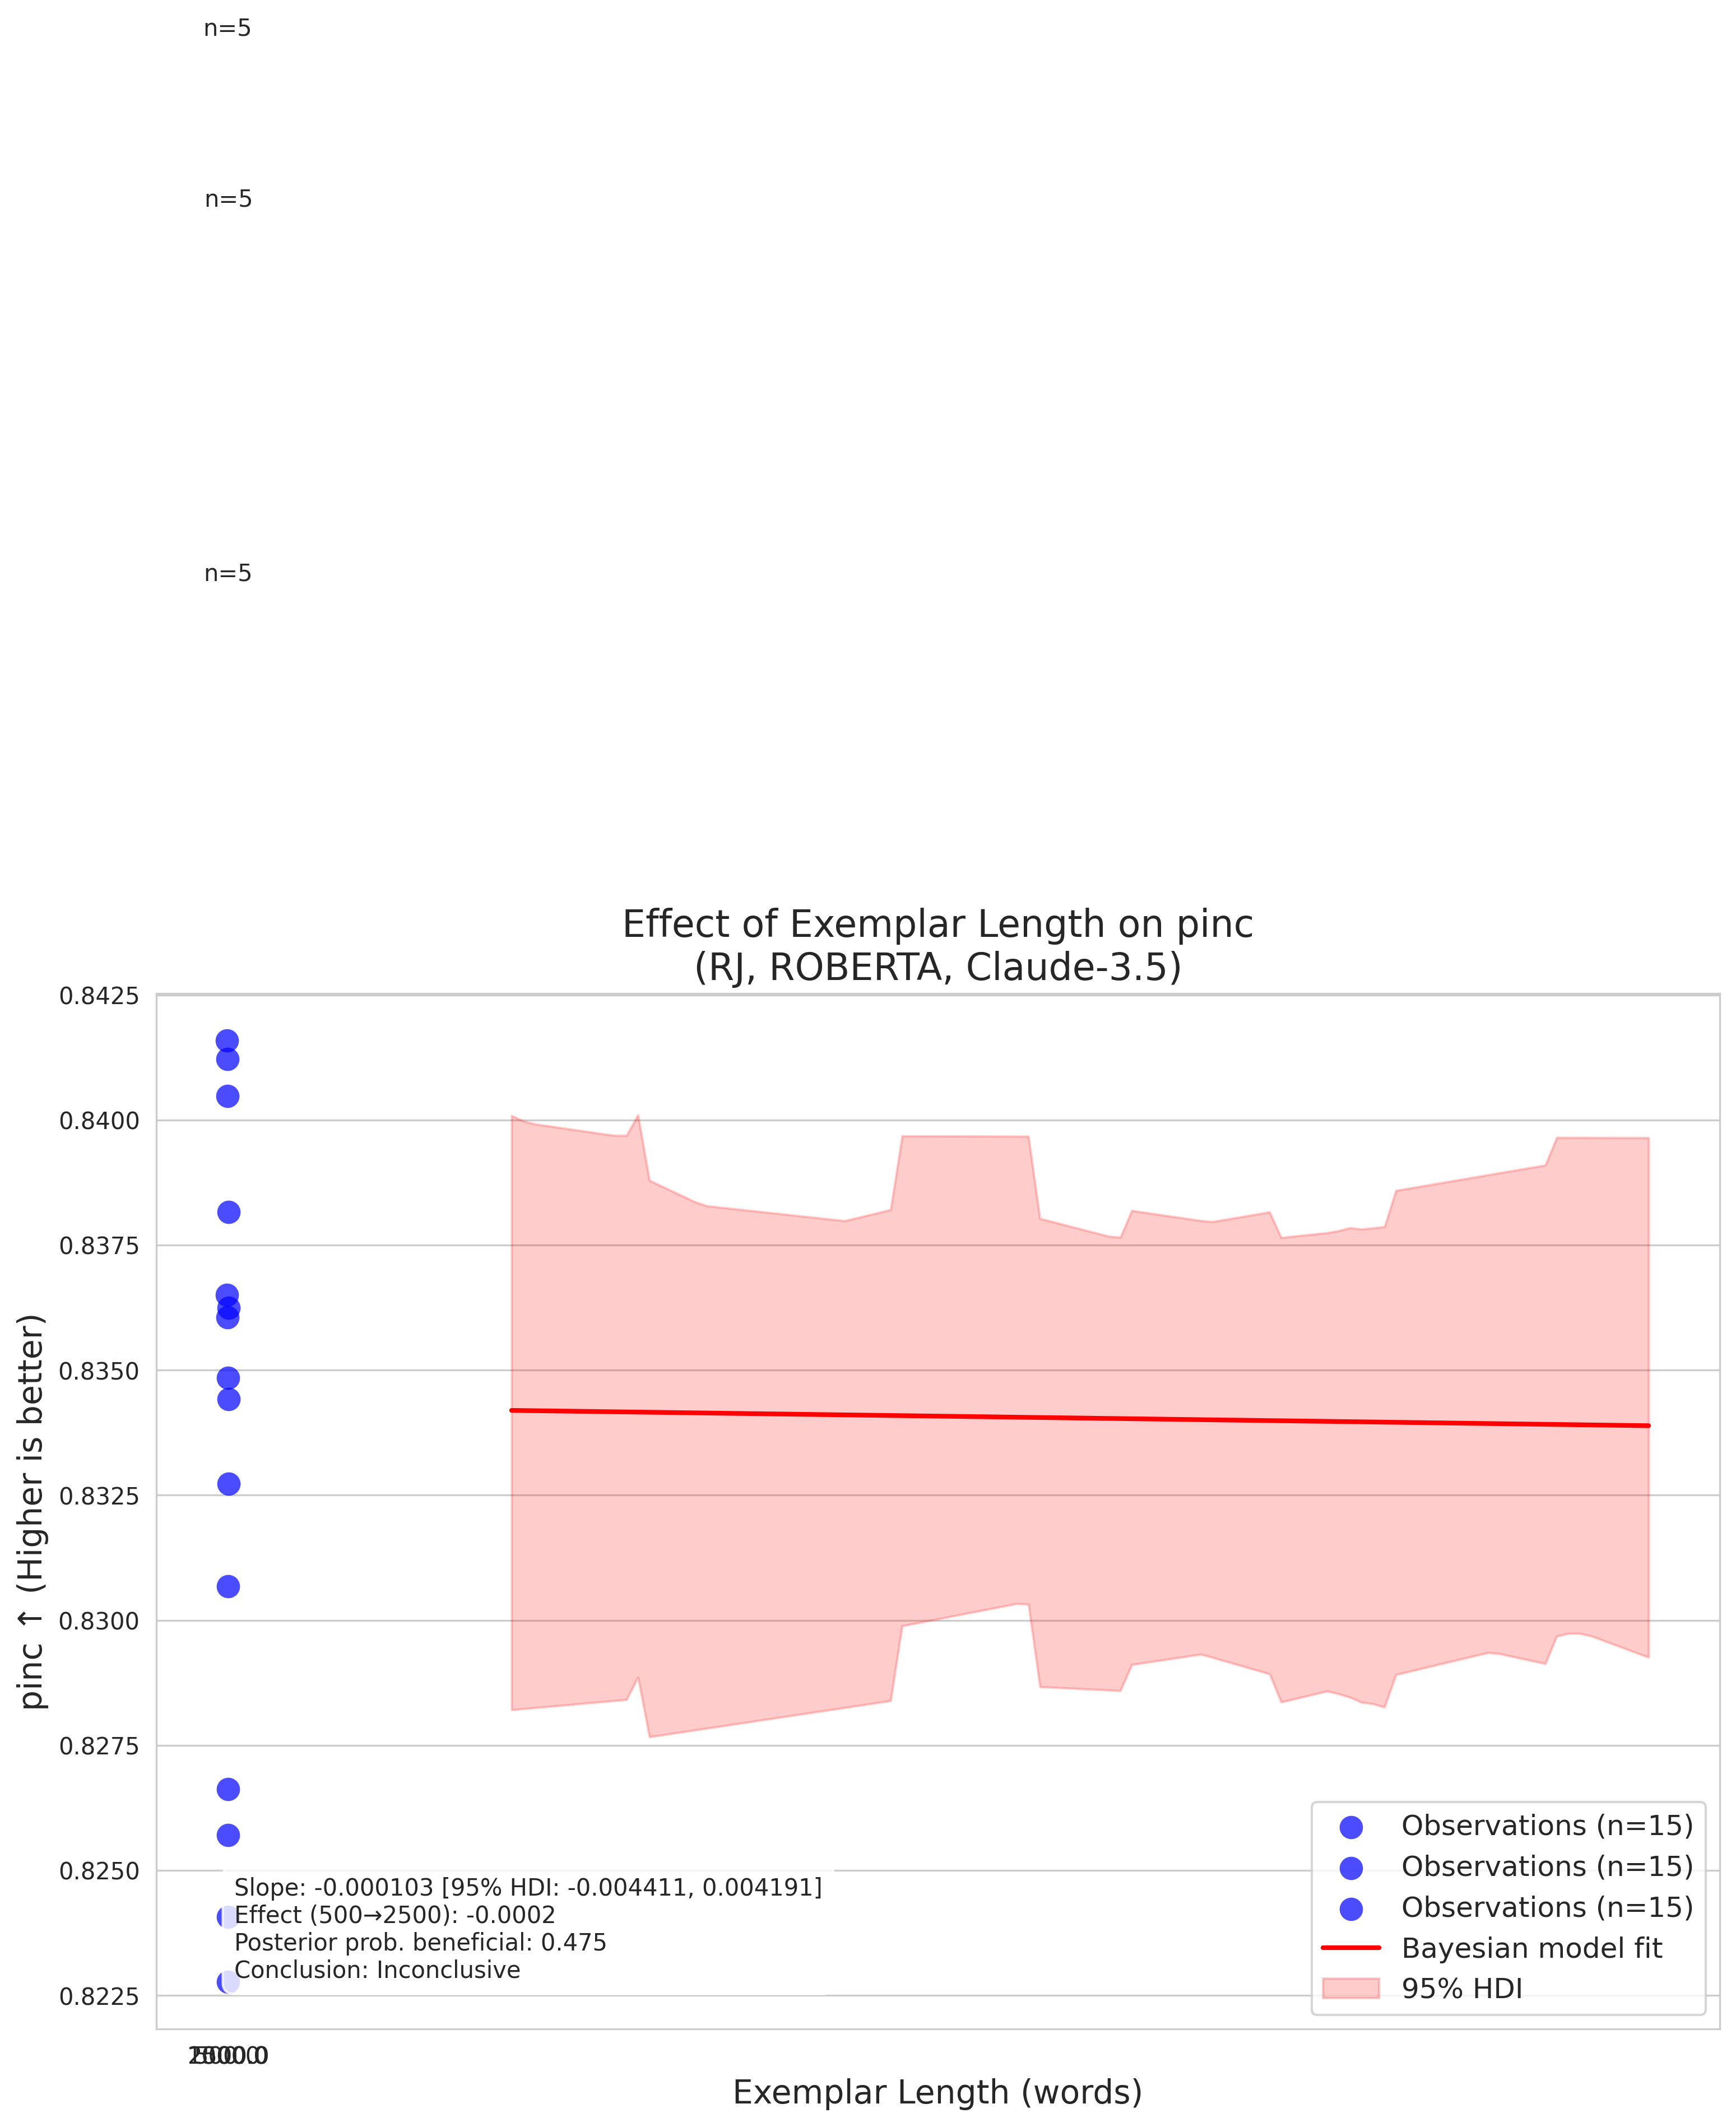 n=5
n=5
n=5
Effect of Exemplar Length on pinc
(RJ, ROBERTA, Claude-3.5)
pinc ↑ (Higher is better)
0.8425
0.8400
0.8375
0.8350
0.8325
0.8300
0.8275
0.8250
0.8225
Slope: -0.000103 [95% HDI: -0.004411, 0.004191]
Effect (500→2500): -0.0002
Posterior prob. beneficial: 0.475
Conclusion: Inconclusive
Observations (n=15)
Observations (n=15)
Observations (n=15)
Bayesian model fit
95% HDI
Exemplar Length (words)